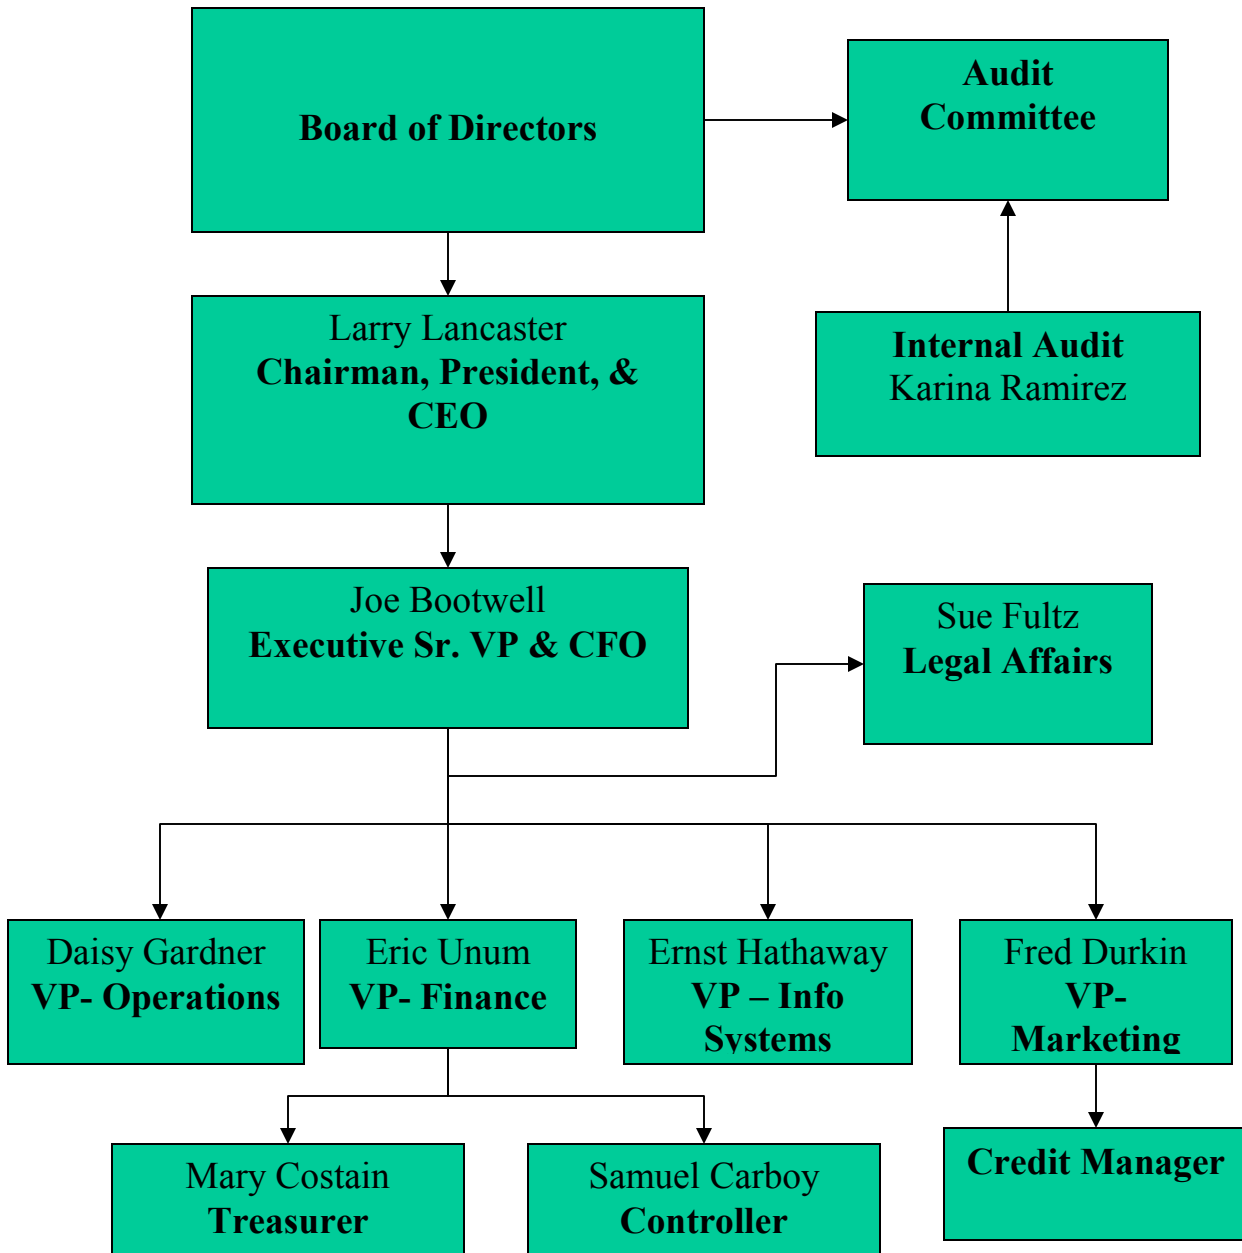 Board of Directors
Audit
Committee
Larry Lancaster
Chairman, President, &
CEO
Internal Audit
Karina Ramirez
Joe Bootwell
Executive Sr. VP & CFO
Sue Fultz
Legal Affairs
Daisy Gardner
VP- Operations
Eric Unum
VP- Finance
Ernst Hathaway
VP – Info
Systems
Fred Durkin
VP-
Marketing
Mary Costain
Treasurer
Samuel Carboy
Controller
Credit Manager